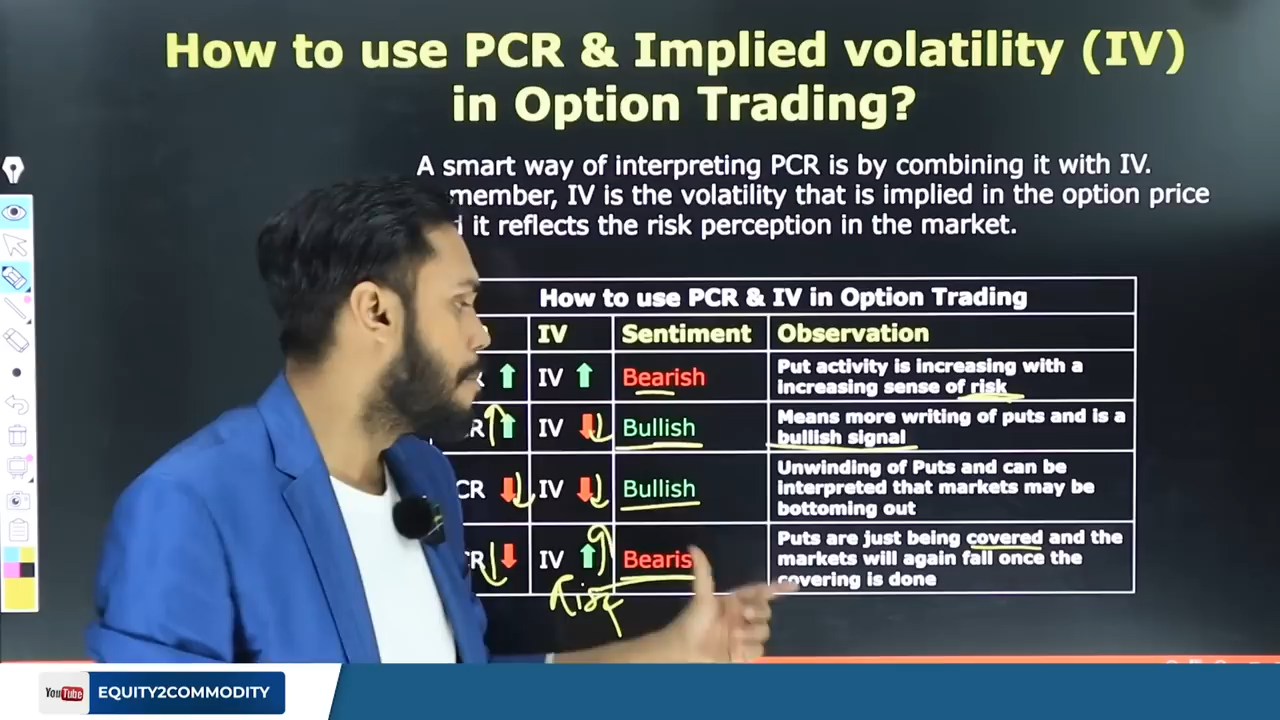 How to use PCR & Implied volatility (IV)
in Option Trading?
A smart way of interpreting PCR is by combining it with IV.
member, IV is the volatility that is implied in the option price
it reflects the risk perception in the market.
How to use PCR & IV in Option Trading
IV Sentiment Observation
IV Bearish Put activity is increasing with a
increasing sense of risk
R IV Bullish Means more writing of puts and is a
bullish signal
CR IV Bullish Unwinding of Puts and can be
interpreted that markets may be
bottoming out
CR IV Bearis Puts are just being covered and the
markets will again fall once the
covering is done
Risk
YouTube EQUITY2COMMODITY